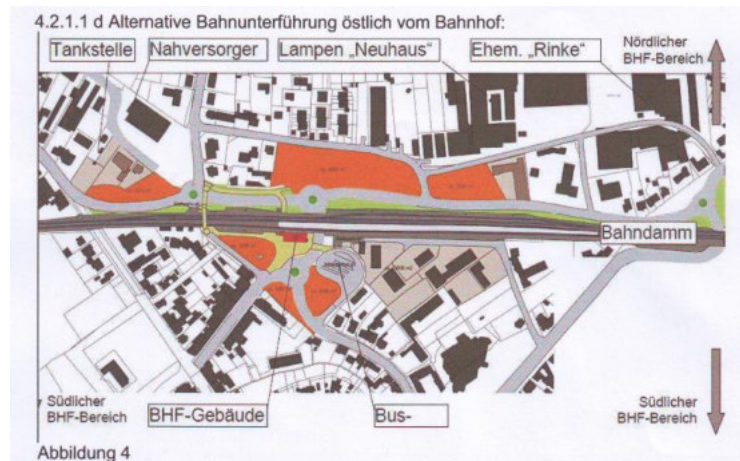 4.2.1.1 d Alternative Bahnunterführung östlich vom Bahnhof:
Tankstelle
Nahversorger
Lampen „Neuhaus“
Ehem. „Rinke“
Nördlicher
BHF-Bereich
Bahndamm
Südlicher
BHF-Bereich
BHF-Gebäude
Bus-
Südlicher
BHF-Bereich
Abbildung 4